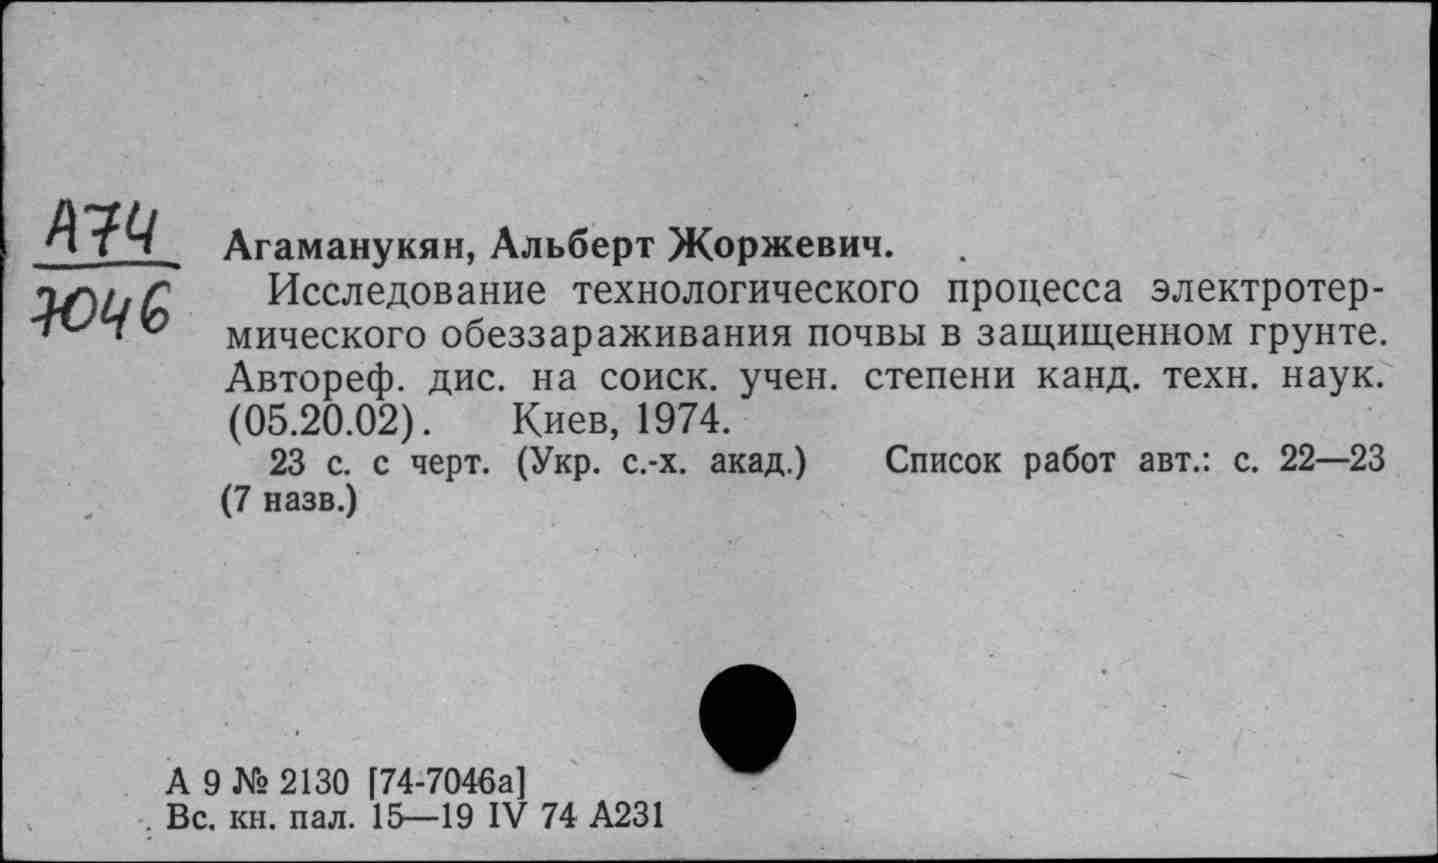 А74
7046
Агаманукян, Альберт Жоржевич.
Исследование технологического процесса электротер-
мического обеззараживания почвы в защищенном грунте.
Автореф. дис. на соиск. учен. степени канд. техн. наук.
(05.20.02). Киев, 1974.
23 с. с черт. (Укр. с.-х. акад.) Список работ авт.: с. 22—23
(7 назв.)
А 9 № 2130 [74-7046а]
Вс. кн. пал. 15—19 IV 74 А231